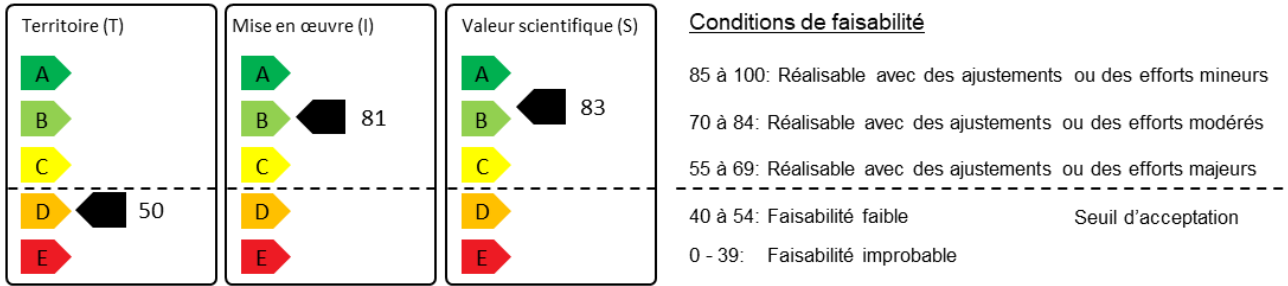 Territoire (T)
A
B
C
D
50
E
Mise en œuvre (I)
A
B
81
C
D
E
Valeur scientifique (S)
A
B
83
C
D
E
Conditions de faisabilité
85 à 100: Réalisable avec des ajustements ou des efforts mineurs
70 à 84: Réalisable avec des ajustements ou des efforts modérés
55 à 69: Réalisable avec des ajustements ou des efforts majeurs
40 à 54: Faisabilité faible Seuil d'acceptation
0 - 39: Faisabilité improbable